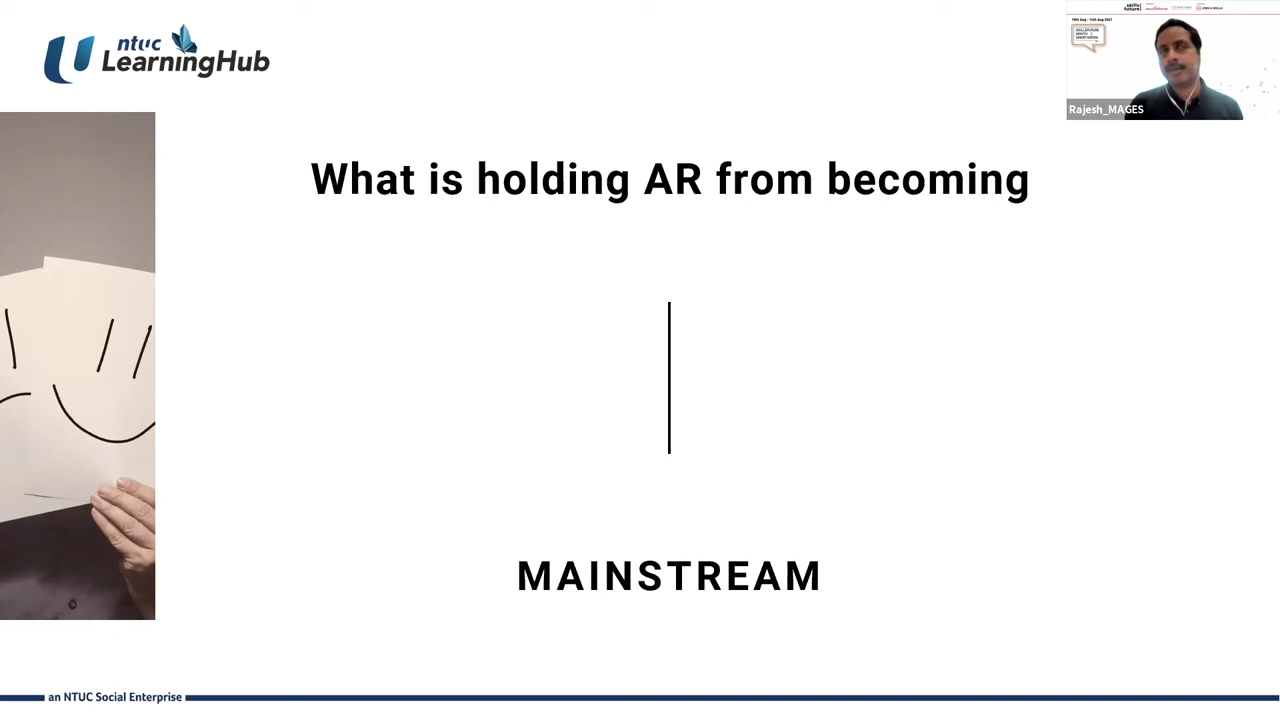 ntuc
LearningHub
What is holding AR from becoming
MAINSTREAM
Rajesh_MAGES
an NTUC Social Enterprise